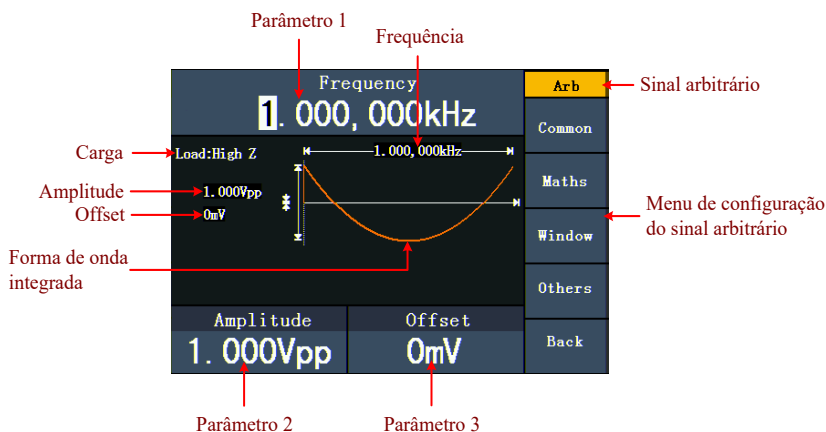 Parâmetro 1
Frequência
Frequency
Arb
Sinal arbitrário
1.000,000kHz
Common
Carga
Load:High Z
1.000,000kHz
Maths
Amplitude
1.000Vpp
Offset
0mV
Menu de configuração
do sinal arbitrário
Window
Forma de onda
integrada
Others
Amplitude
Offset
Back
1.000Vpp
0mV
Parâmetro 2
Parâmetro 3